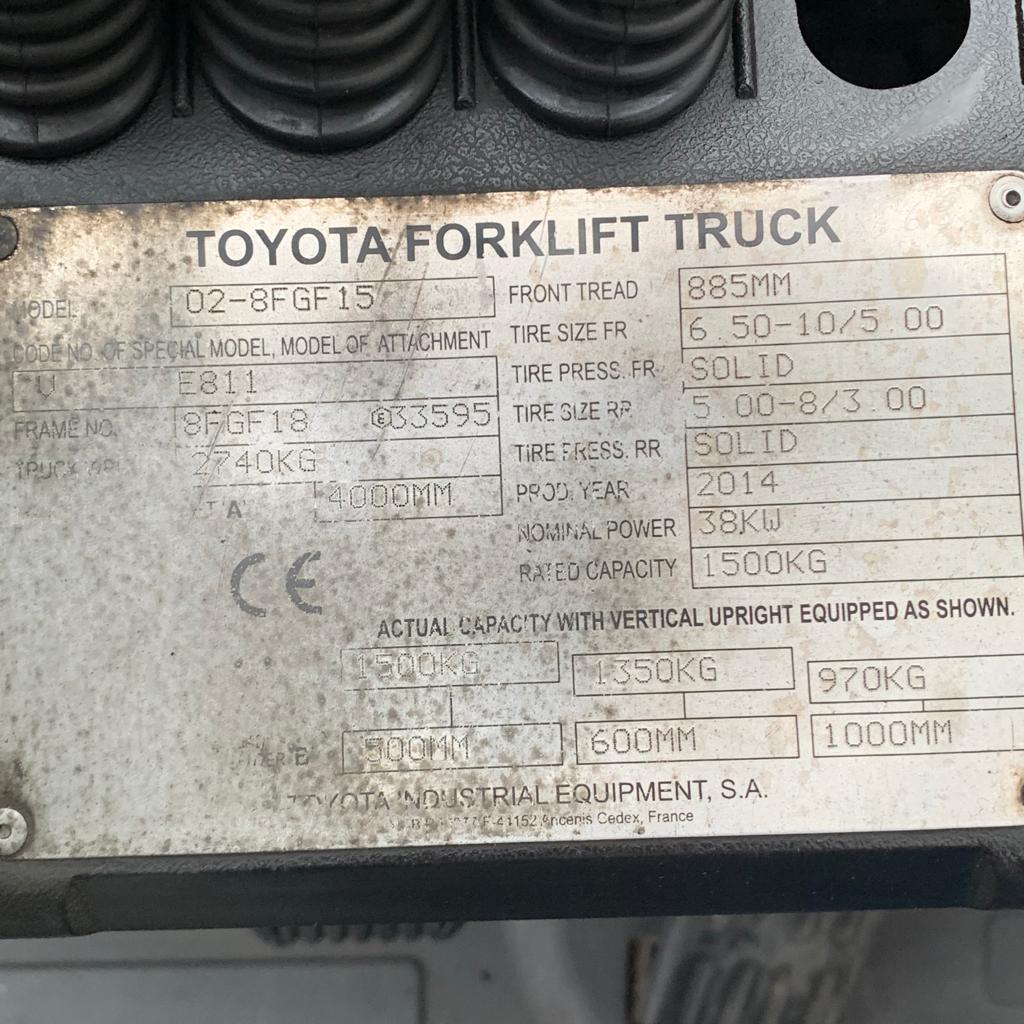 TOYOTA FORKLIFT TRUCK
MODEL 02-8FGF15
CODE NO. OF SPECIAL MODEL, MODEL OF ATTACHMENT
V E811
FRAME NO. 8FGF18 Ⓔ33595
TRUCK 2740KG
A 4000MM
FRONT TREAD 885MM
TIRE SIZE FR 6.50-10/5.00
TIRE PRESS. FR SOLID
TIRE SIZE RR 5.00-8/3.00
TIRE PRESS. RR SOLID
PROD. YEAR 2014
NOMINAL POWER 38KW
RATED CAPACITY 1500KG
CE
ACTUAL CAPACITY WITH VERTICAL UPRIGHT EQUIPPED AS SHOWN.
1500KG 1350KG 970KG
B 500MM 600MM 1000MM
TOYOTA INDUSTRIAL EQUIPMENT, S.A.
Ancenis Cedex, France